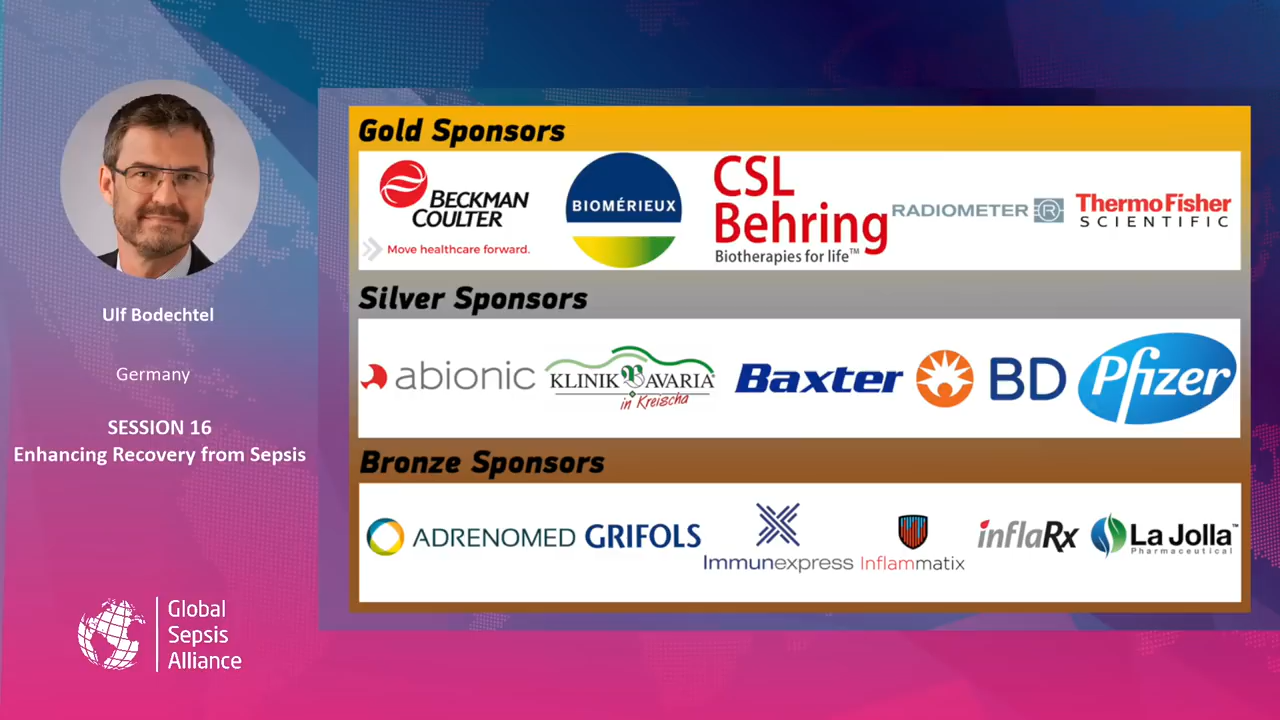 Ulf Bodechtel
Germany
SESSION 16
Enhancing Recovery from Sepsis
Global
Sepsis
Alliance
Gold Sponsors
BECKMAN
COULTER
Move healthcare forward.
BIOMÉRIEUX
CSL
Behring
Biotherapies for life™
RADIOMETER R
ThermoFisher
SCIENTIFIC
Silver Sponsors
abionic
KLINIK BAVARIA®
in Kreischa
Baxter
BD
Pfizer
Bronze Sponsors
ADRENOMED
GRIFOLS
Immunexpress
Inflammatix
inflaRx
La Jolla™
Pharmaceutical